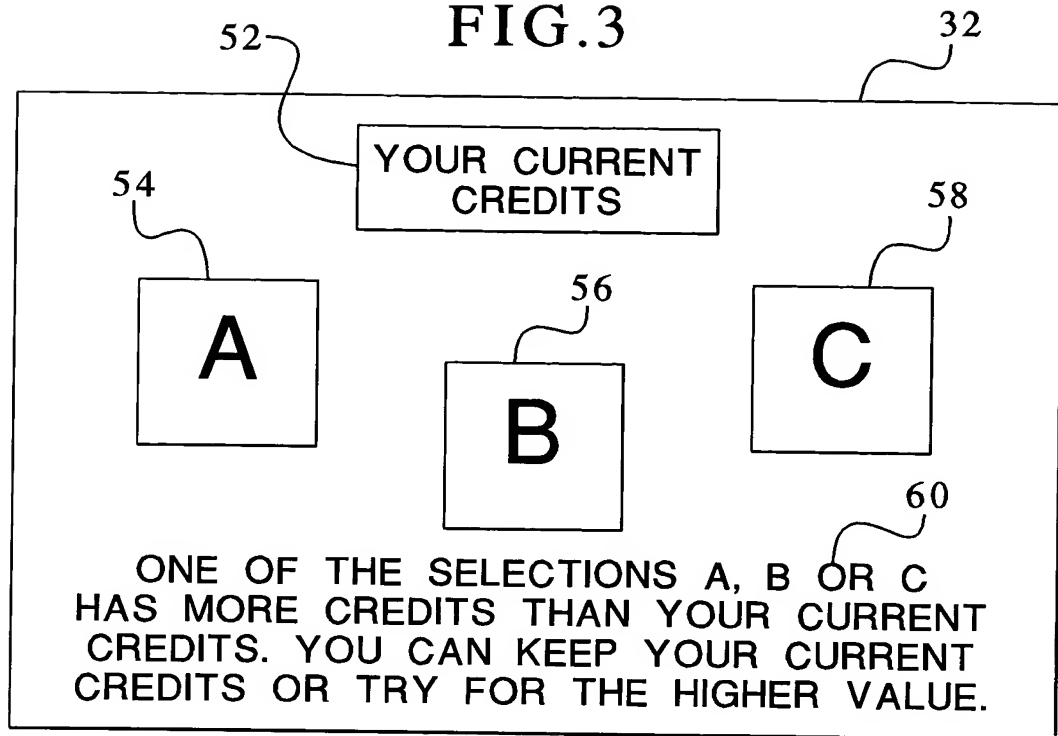 FIG.3
52
32
YOUR CURRENT
CREDITS
54
58
56
A
B
C
60
ONE OF THE SELECTIONS A, B OR C
HAS MORE CREDITS THAN YOUR CURRENT
CREDITS. YOU CAN KEEP YOUR CURRENT
CREDITS OR TRY FOR THE HIGHER VALUE.